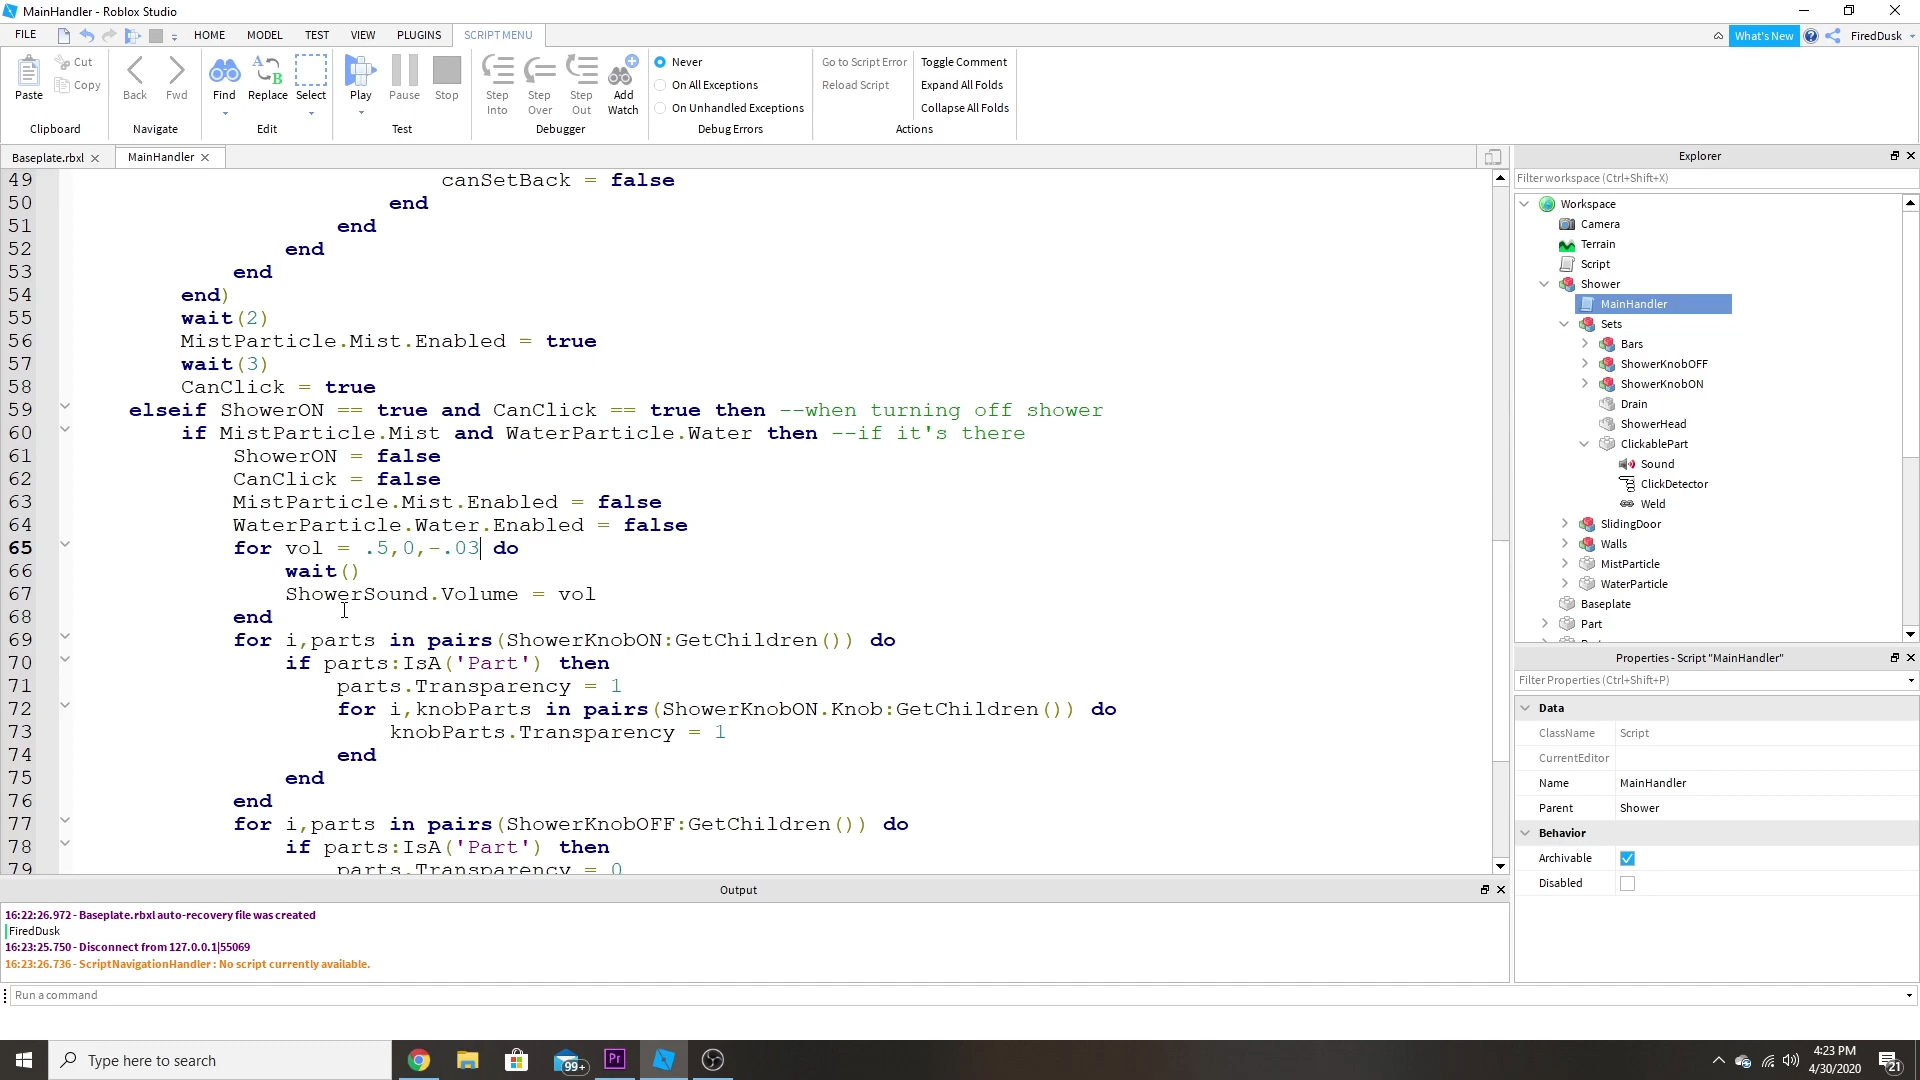 MainHandler - Roblox Studio
FILE HOME MODEL TEST VIEW PLUGINS SCRIPT MENU What's New FiredDusk
Paste Cut Copy
Clipboard
Back Fwd
Navigate
Find Replace Select
Edit
Play Pause Stop
Test
Step Into Step Over Step Out Add Watch
Debugger
Never
On All Exceptions
On Unhandled Exceptions
Debug Errors
Go to Script Error Toggle Comment
Reload Script Expand All Folds
Collapse All Folds
Actions
Baseplate.rbxl MainHandler
49 canSetBack = false
50 end
51 end
52 end
53 end
54 end)
55 wait(2)
56 MistParticle.Mist.Enabled = true
57 wait(3)
58 CanClick = true
59 elseif ShowerON == true and CanClick == true then --when turning off shower
60 if MistParticle.Mist and WaterParticle.Water then --if it's there
61 ShowerON = false
62 CanClick = false
63 MistParticle.Mist.Enabled = false
64 WaterParticle.Water.Enabled = false
65 for vol = .5,0,-.03 do
66 wait()
67 ShowerSound.Volume = vol
68 end
69 for i,parts in pairs(ShowerKnobON:GetChildren()) do
70 if parts:IsA('Part') then
71 parts.Transparency = 1
72 for i,knobParts in pairs(ShowerKnobON.Knob:GetChildren()) do
73 knobParts.Transparency = 1
74 end
75 end
76 end
77 for i,parts in pairs(ShowerKnobOFF:GetChildren()) do
78 if parts:IsA('Part') then
79 parts.Transparency = 0
Explorer
Filter workspace (Ctrl+Shift+X)
Workspace
Camera
Terrain
Script
Shower
MainHandler
Sets
Bars
ShowerKnobOFF
ShowerKnobON
Drain
ShowerHead
ClickablePart
Sound
ClickDetector
Weld
SlidingDoor
Walls
MistParticle
WaterParticle
Baseplate
Part
Properties - Script "MainHandler"
Filter Properties (Ctrl+Shift+P)
Data
ClassName Script
CurrentEditor
Name MainHandler
Parent Shower
Behavior
Archivable
Disabled
Output
16:22:26.972 - Baseplate.rbxl auto-recovery file was created
FiredDusk
16:23:25.750 - Disconnect from 127.0.0.1|55069
16:23:26.736 - ScriptNavigationHandler : No script currently available.
Run a command
Type here to search
99+
Pr
4:23 PM
4/30/2020
21